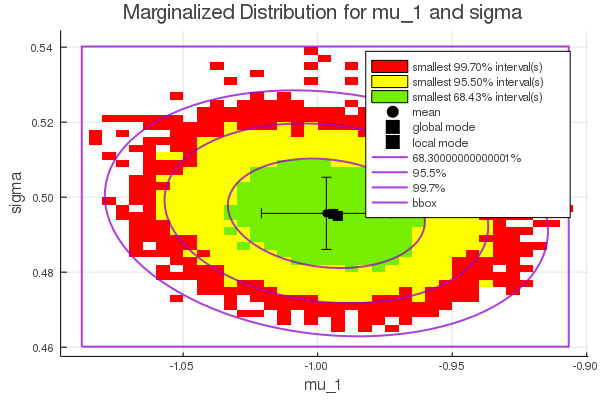 Marginalized Distribution for mu_1 and sigma
0.54
0.52
0.50
0.48
0.46
sigma
smallest 99.70% interval(s)
smallest 95.50% interval(s)
smallest 68.43% interval(s)
mean
global mode
local mode
68.3000000000001%
95.5%
99.7%
bbox
-1.05
-1.00
-0.95
-0.90
mu_1